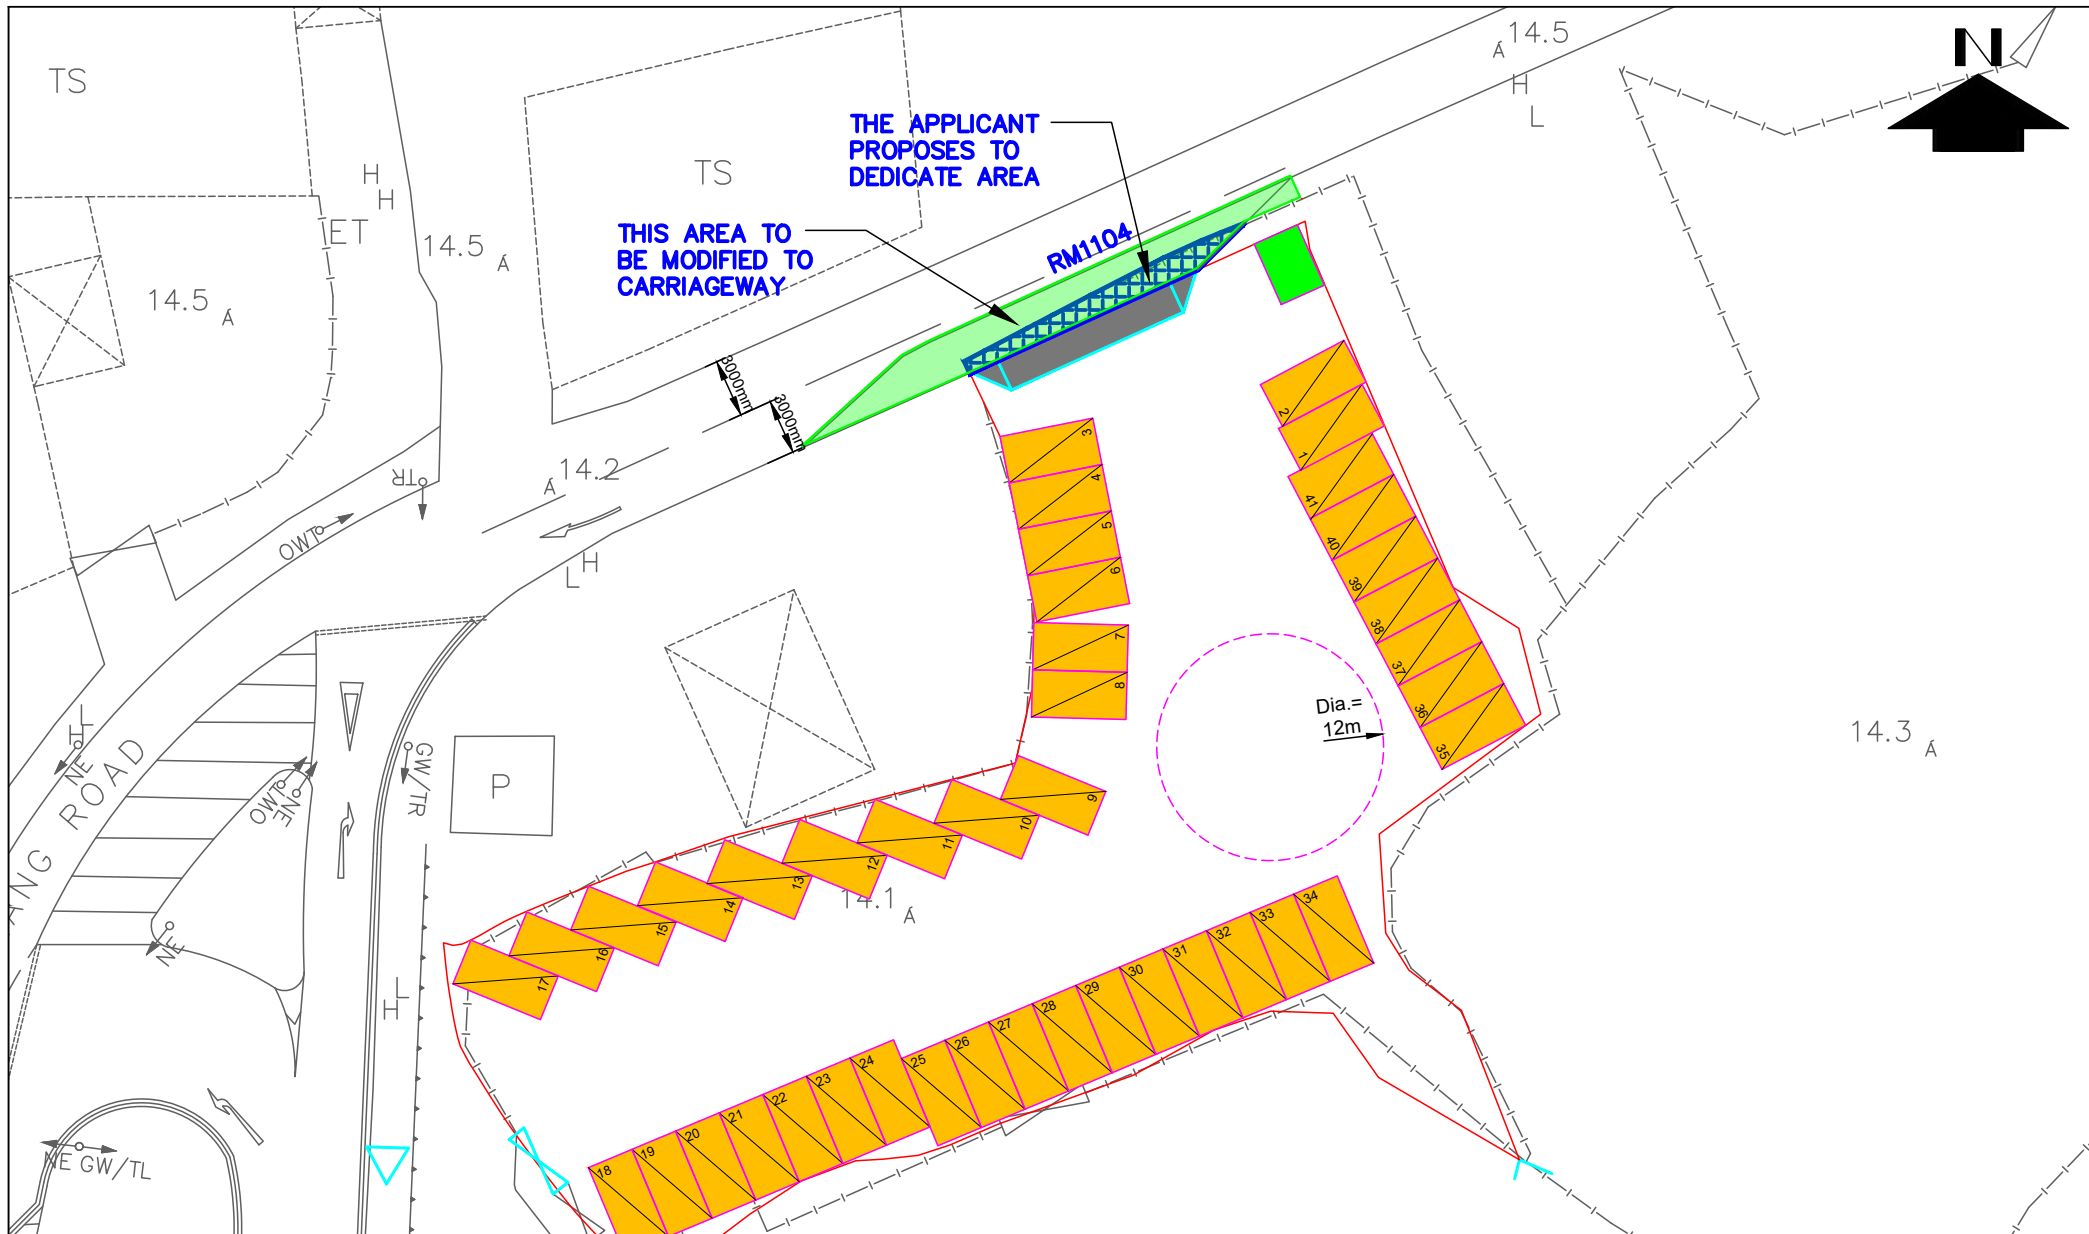 TS
14.5
Á
N
H
L
THE APPLICANT
PROPOSES TO
DEDICATE AREA
TS
H
H
ET
14.5
Á
THIS AREA TO
BE MODIFIED TO
CARRIAGEWAY
RM1104
14.5
Á
3000mm
3000mm
2
1
3
4
5
6
7
8
14.2
Á
TR
OWT
H
L
41
40
39
38
37
36
35
Dia.=
12m
14.3
Á
L
H
NE
ANG ROAD
GW/TR
P
OWT
NE
NE
9
10
11
12
13
14
15
16
17
14.1
Á
L
H
34
33
32
31
30
29
28
27
26
25
24
23
22
21
20
19
18
NE GW/TL